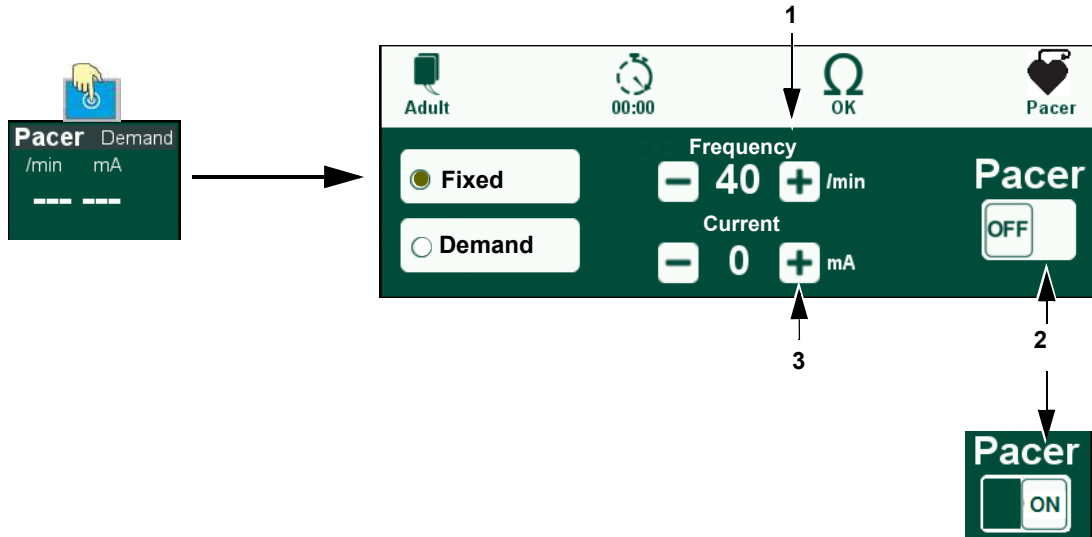 1
Adult
00:00
Ω
OK
Pacer
Pacer Demand
/min mA
--- ---
Fixed
Demand
Frequency
- 40 + /min
Current
- 0 + mA
Pacer
OFF
2
3
Pacer
ON